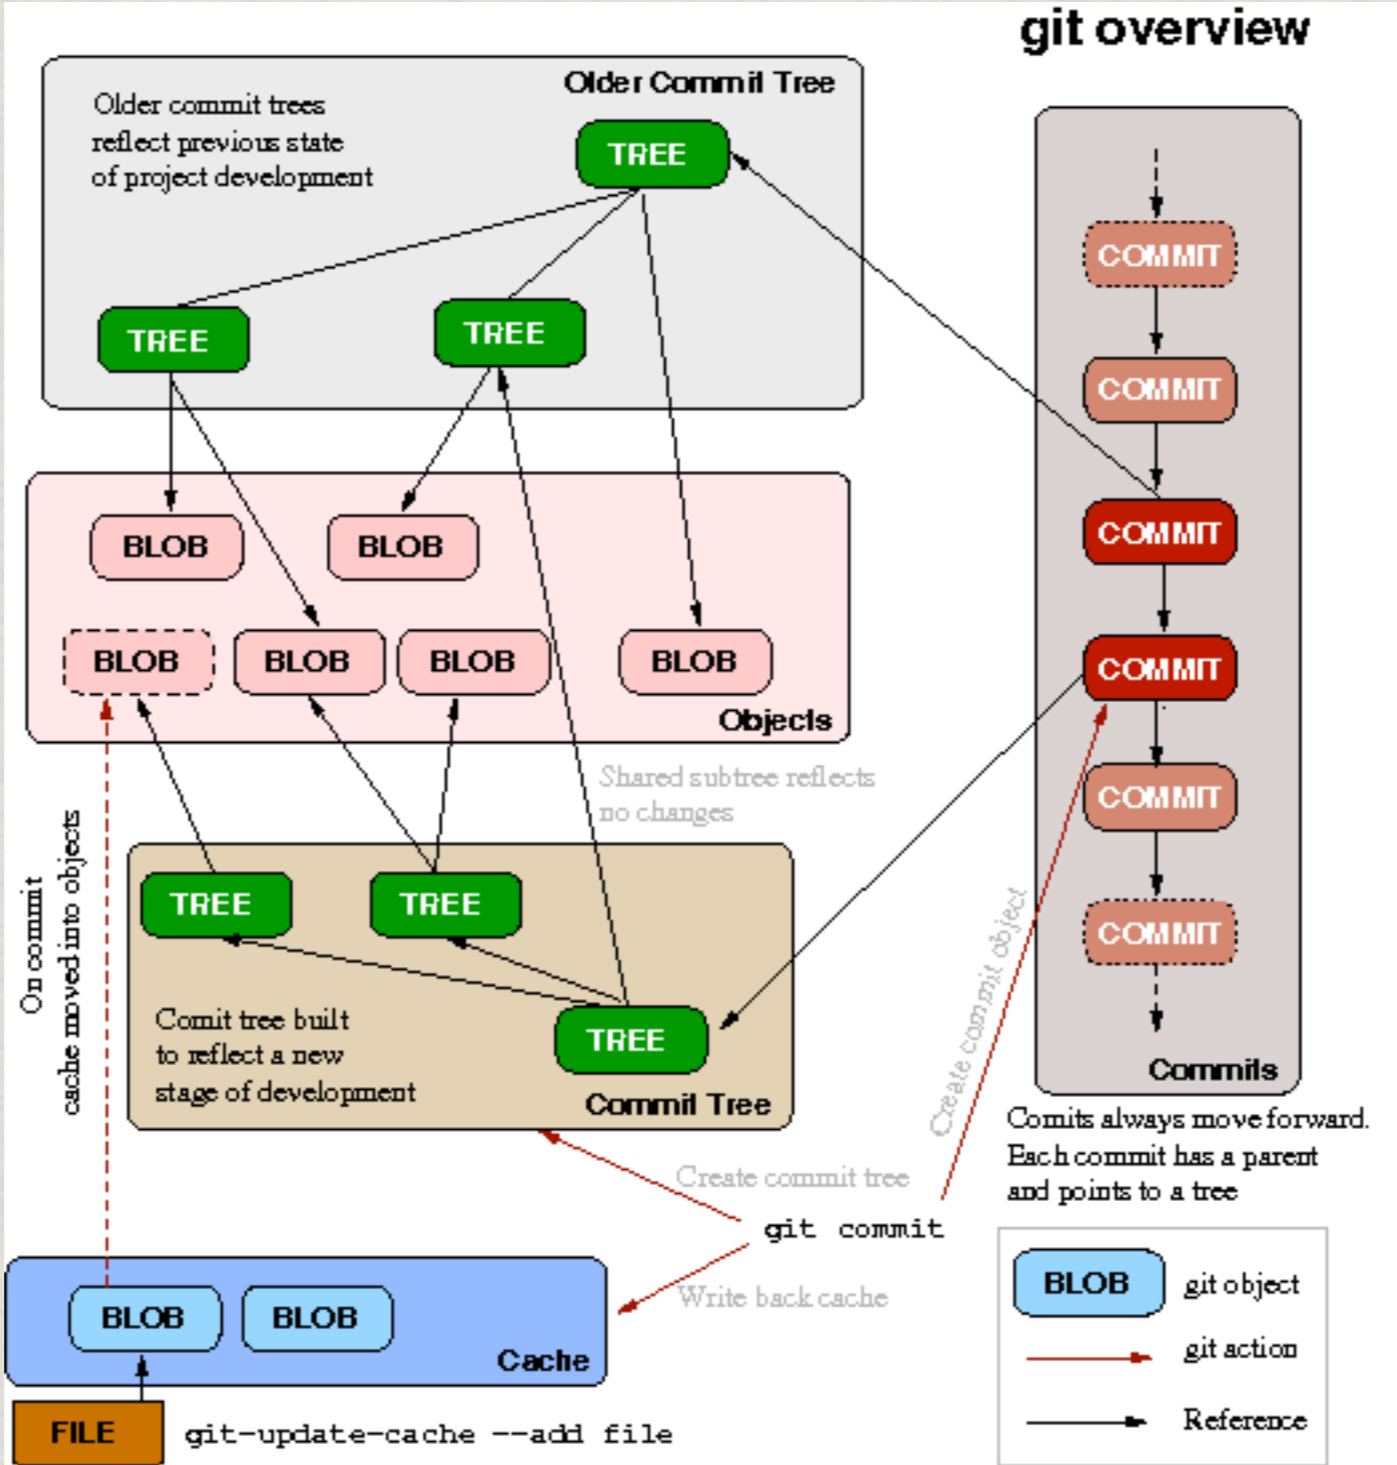 git overview
Older Commit Tree
Older commit trees
reflect previous state
of project development
TREE
TREE
TREE
COMMIT
COMMIT
COMMIT
COMMIT
COMMIT
COMMIT
Commits
Comits always move forward.
Each commit has a parent
and points to a tree
BLOB
BLOB
BLOB
BLOB
BLOB
BLOB
Objects
Shared subtree reflects
no changes
On commit
cache moved into objects
TREE
TREE
TREE
Comit tree built
to reflect a new
stage of development
Commit Tree
Create commit object
Create commit tree
git commit
Write back cache
BLOB
BLOB
Cache
FILE
git-update-cache --add file
BLOB git object
git action
Reference